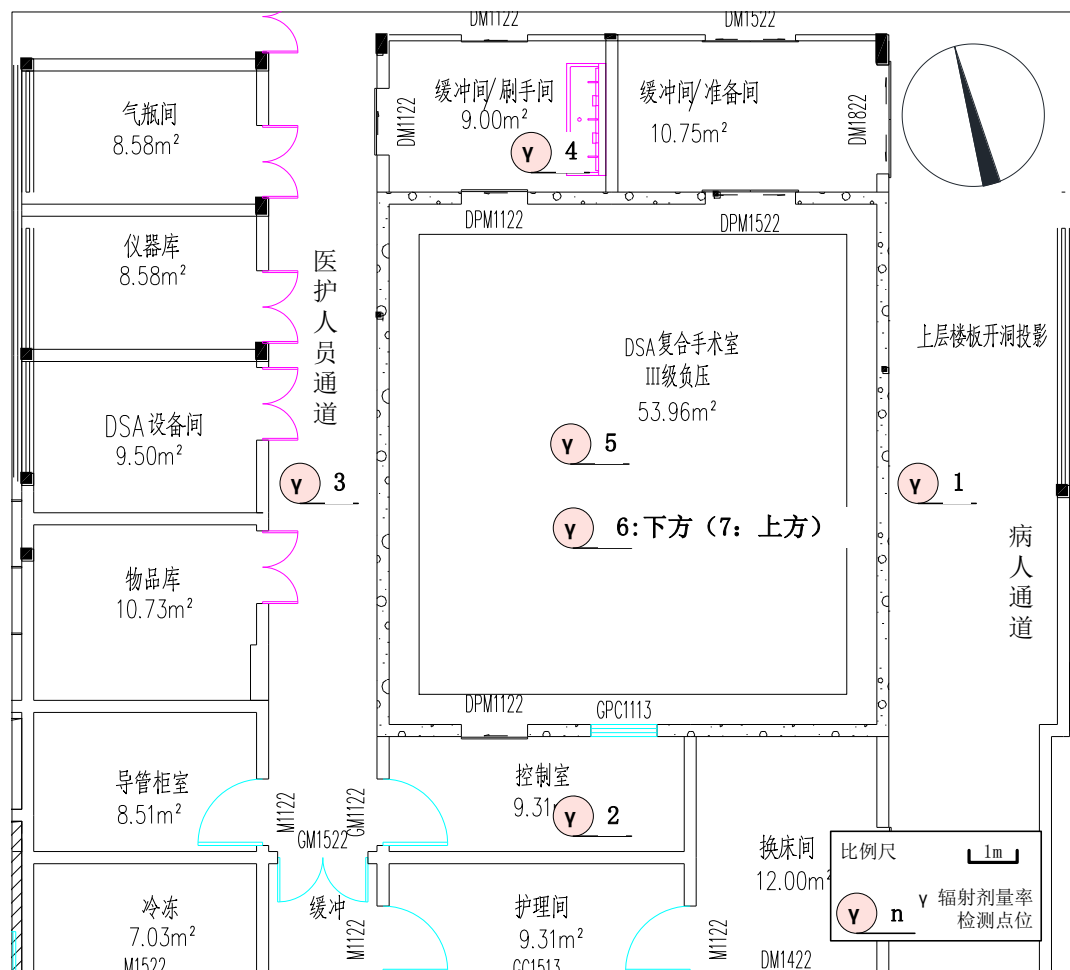 DM1122
DM1522
缓冲间/刷手间
9.00m²
缓冲间/准备间
10.75m²
DM1122
DM1822
γ 4
气瓶间
8.58m²
DPM1122
DPM1522
仪器库
8.58m²
医护人员通道
DSA复合手术室
III级负压
53.96m²
上层楼板开洞投影
DSA设备间
9.50m²
γ 5
γ 3
γ 1
γ 6:下方（7：上方）
病人通道
物品库
10.73m²
DPM1122
GPC1113
导管柜室
8.51m²
M1122
GM1122
GM1522
控制室
9.31
γ 2
换床间
12.00m²
比例尺
1m
γ n
γ 辐射剂量率
检测点位
冷冻
7.03m²
M1522
缓冲
M1122
护理间
9.31m²
GC1513
M1122
DM1422